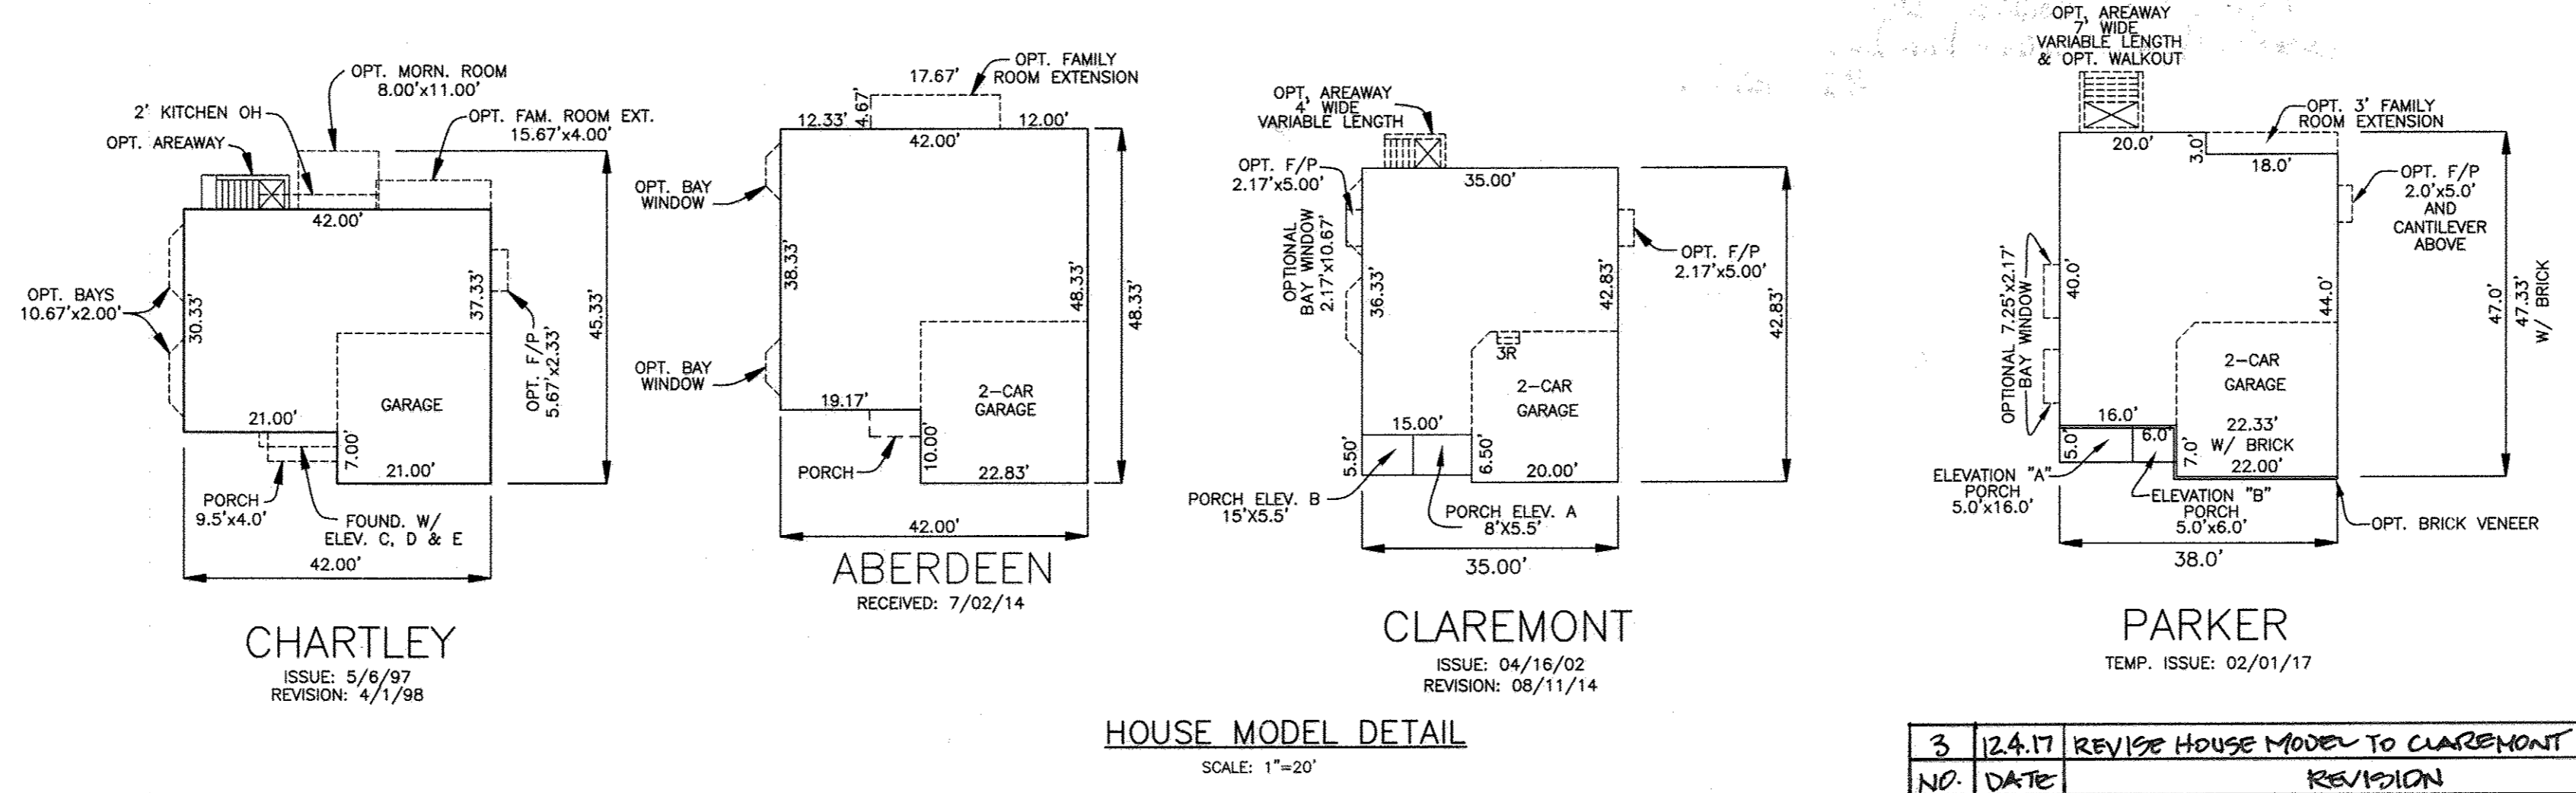 OPT. MORN. ROOM
8.00'x11.00'
2' KITCHEN OH
OPT. FAM. ROOM EXT.
15.67'x4.00'
OPT. AREAWAY
42.00'
OPT. BAYS
10.67'x2.00'
30.33'
37.33'
45.33'
OPT. F/P
5.67'x2.33'
GARAGE
21.00'
7.00'
21.00'
PORCH
9.5'x4.0'
FOUND. W/
ELEV. C, D & E
42.00'
CHARTLEY
ISSUE: 5/6/97
REVISION: 4/1/98
17.67'
OPT. FAMILY
ROOM EXTENSION
12.33'
4.67'
12.00'
42.00'
OPT. BAY
WINDOW
38.33'
48.33'
48.33'
OPT. BAY
WINDOW
19.17'
2-CAR
GARAGE
PORCH
10.00'
22.83'
42.00'
ABERDEEN
RECEIVED: 7/02/14
OPT, AREAWAY
4' WIDE
VARIABLE LENGTH
OPT. F/P
2.17'x5.00'
35.00'
OPTIONAL
BAY WINDOW
2.17'x10.67'
36.33'
42.83'
42.83'
OPT. F/P
2.17'x5.00'
3R
2-CAR
GARAGE
15.00'
5.50'
6.50'
20.00'
PORCH ELEV. B
15'X5.5'
PORCH ELEV. A
8'X5.5'
35.00'
CLAREMONT
ISSUE: 04/16/02
REVISION: 08/11/14
OPT, AREAWAY
7' WIDE
VARIABLE LENGTH
& OPT. WALKOUT
20.0'
3.0'
OPT. 3' FAMILY
ROOM EXTENSION
18.0'
OPT. F/P
2.0'x5.0'
AND
CANTILEVER
ABOVE
OPTIONAL 7.25'x2.17'
BAY WINDOW
40.0'
44.0'
47.0'
47.33'
W/ BRICK
2-CAR
GARAGE
16.0'
22.33'
W/ BRICK
5.0'
6.0'
7.0'
22.00'
ELEVATION "A"
PORCH
5.0'x16.0'
ELEVATION "B"
PORCH
5.0'x6.0'
OPT. BRICK VENEER
38.0'
PARKER
TEMP. ISSUE: 02/01/17
HOUSE MODEL DETAIL
SCALE: 1"=20'
3 12.4.17 REVISE HOUSE MODEL TO CLAREMONT
NO. DATE REVISION